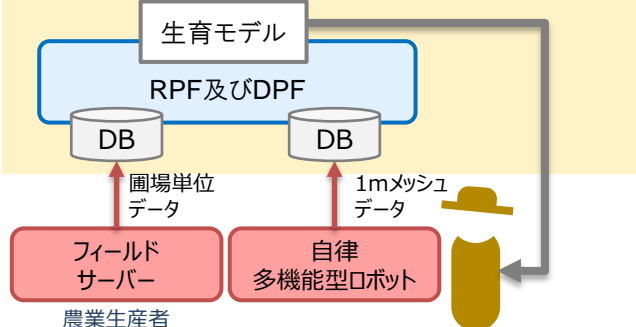 生育モデル
RPF及びDPF
DB
DB
圃場単位
データ
1mメッシュ
データ
フィールド
サーバー
自律
多機能型ロボット
農業生産者